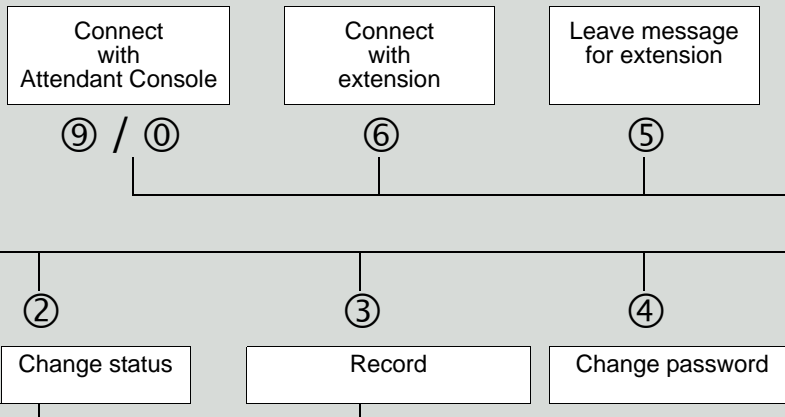 Connect
with
Attendant Console
Connect
with
extension
Leave message
for extension
⑨ / ⓪
⑥
⑤
②
③
④
Change status
Record
Change password